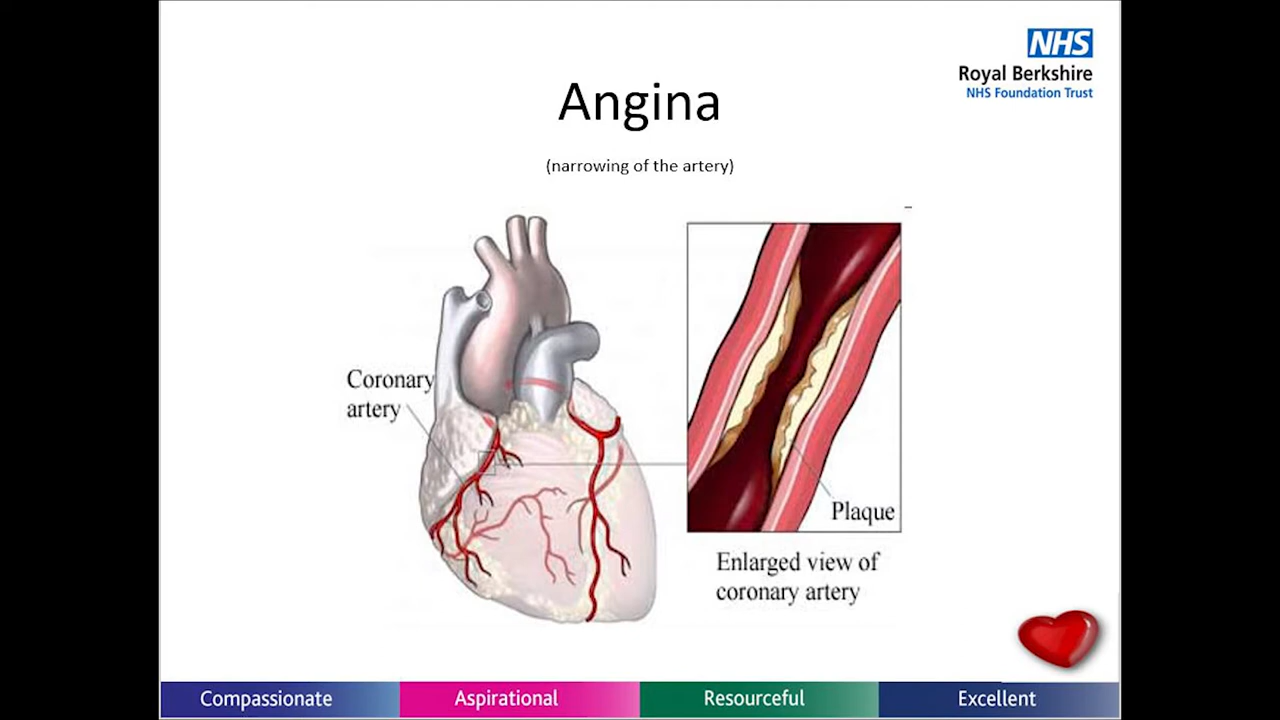 NHS
Royal Berkshire
NHS Foundation Trust
Angina
(narrowing of the artery)
Coronary
artery
Plaque
Enlarged view of
coronary artery
Compassionate
Aspirational
Resourceful
Excellent